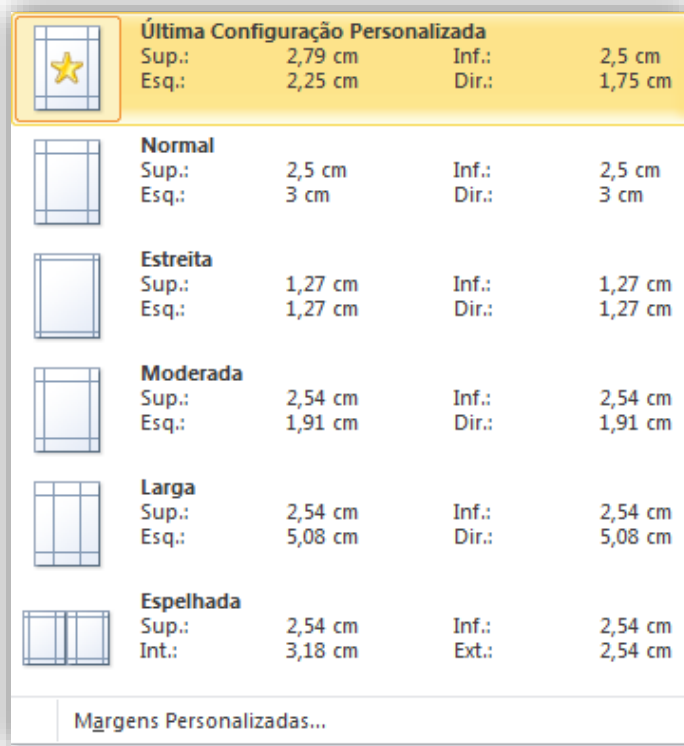 Última Configuração Personalizada
Sup.: 2,79 cm Inf.: 2,5 cm
Esq.: 2,25 cm Dir.: 1,75 cm
Normal
Sup.: 2,5 cm Inf.: 2,5 cm
Esq.: 3 cm Dir.: 3 cm
Estreita
Sup.: 1,27 cm Inf.: 1,27 cm
Esq.: 1,27 cm Dir.: 1,27 cm
Moderada
Sup.: 2,54 cm Inf.: 2,54 cm
Esq.: 1,91 cm Dir.: 1,91 cm
Larga
Sup.: 2,54 cm Inf.: 2,54 cm
Esq.: 5,08 cm Dir.: 5,08 cm
Espelhada
Sup.: 2,54 cm Inf.: 2,54 cm
Int.: 3,18 cm Ext.: 2,54 cm
Margens Personalizadas...